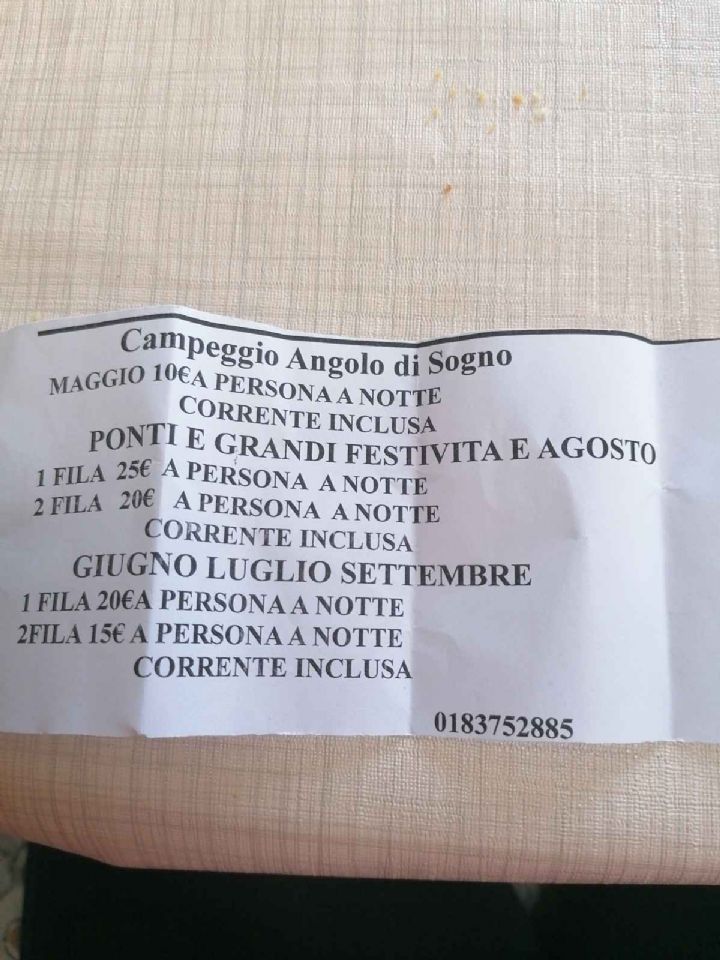 Campeggio Angolo di Sogno
MAGGIO 10€A PERSONA A NOTTE
CORRENTE INCLUSA
PONTI E GRANDI FESTIVITA E AGOSTO
1 FILA 25€ A PERSONA A NOTTE
2 FILA 20€ A PERSONA A NOTTE
CORRENTE INCLUSA
GIUGNO LUGLIO SETTEMBRE
1 FILA 20€A PERSONA A NOTTE
2FILA 15€ A PERSONA A NOTTE
CORRENTE INCLUSA
0183752885